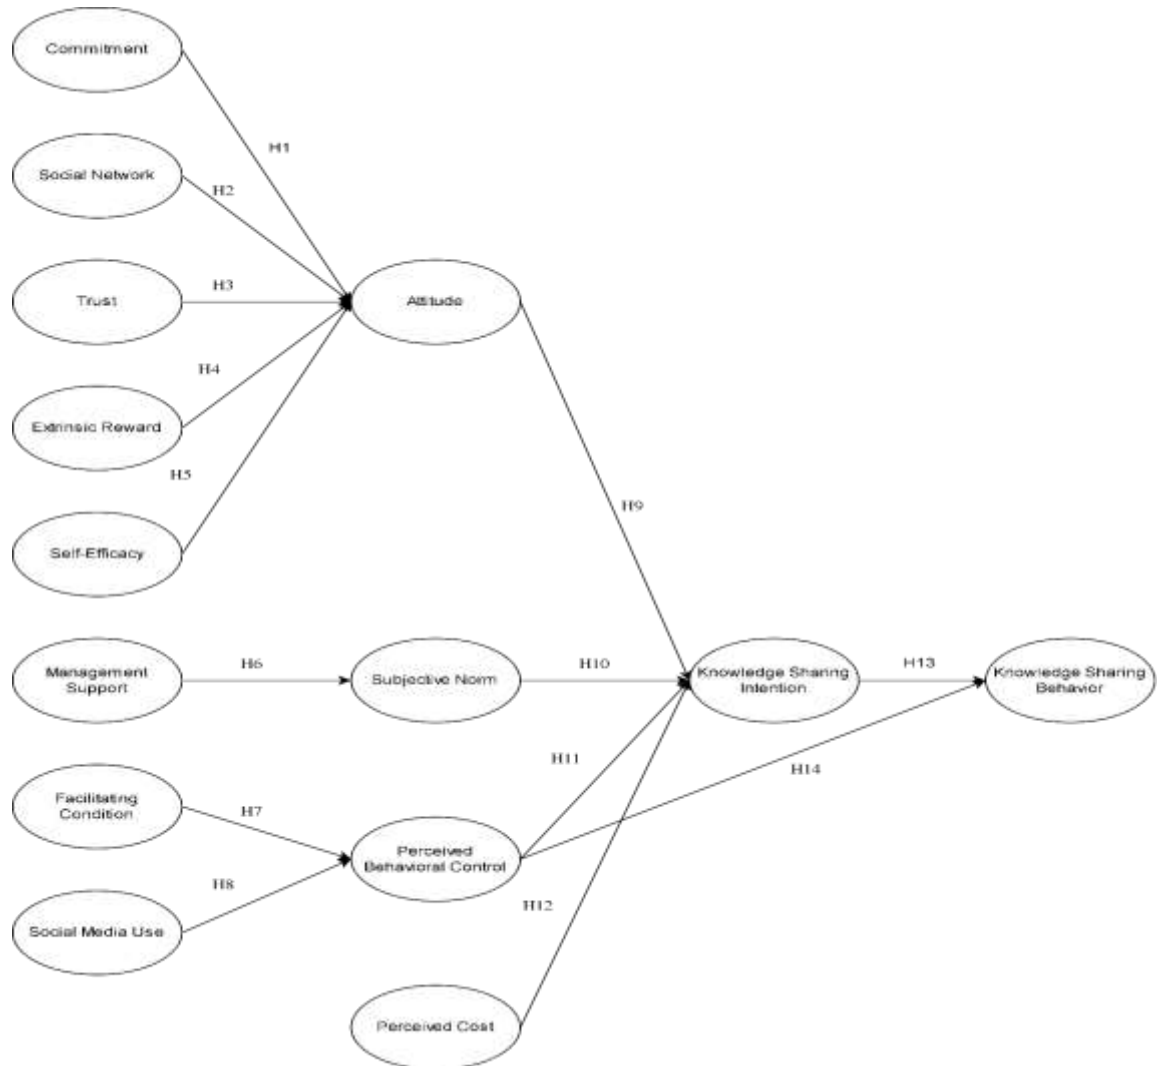 Commitment
H1
Social Network
H2
Trust
H3
Attitude
Extrinsic Reward
H4
H5
Self-Efficacy
H9
Management
Support
H6
Subjective Norm
H10
Knowledge Sharing
Intention
H13
Knowledge Sharing
Behavior
H11
H14
Facilitating
Condition
H7
Perceived
Behavioral Control
H8
H12
Social Media Use
Perceived Cost